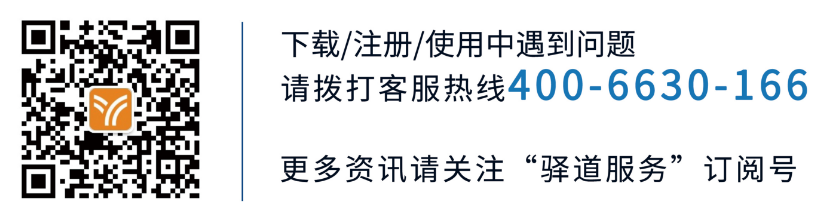 下载/注册/使用中遇到问题
请拨打客服热线400-6630-166
更多资讯请关注“驿道服务”订阅号